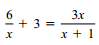 6/x + 3 = 3x/(x + 1)